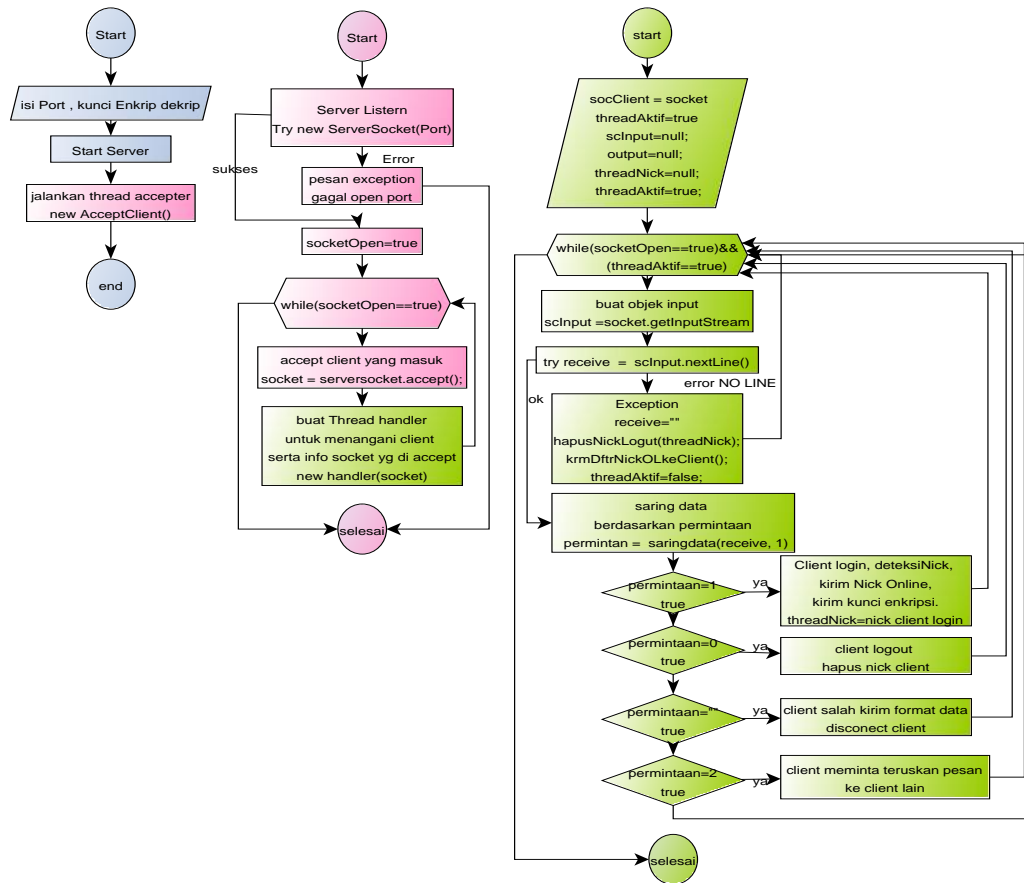 Start
isi Port , kunci Enkrip dekrip
Start Server
jalankan thread accepter
new AcceptClient()
end
Start
Server Listern
Try new ServerSocket(Port)
sukses
Error
pesan exception
gagal open port
socketOpen=true
while(socketOpen==true)
accept client yang masuk
socket = serversocket.accept();
buat Thread handler
untuk menangani client
serta info socket yg di accept
new handler(socket)
selesai
start
socClient = socket
threadAktif=true
scInput=null;
output=null;
threadNick=null;
threadAktif=true;
while(socketOpen==true)&&
(threadAktif==true)
buat objek input
scInput =socket.getInputStream
try receive = scInput.nextLine()
ok
error NO LINE
Exception
receive=""
hapusNickLogut(threadNick);
krmDftrNickOLkeClient();
threadAktif=false;
saring data
berdasarkan permintaan
permintan = saringdata(receive, 1)
permintaan=1
true
ya
Client login, deteksiNick,
kirim Nick Online,
kirim kunci enkripsi.
threadNick=nick client login
permintaan=0
true
ya
client logout
hapus nick client
permintaan=""
true
ya
client salah kirim format data
disconect client
permintaan=2
true
ya
client meminta teruskan pesan
ke client lain
selesai